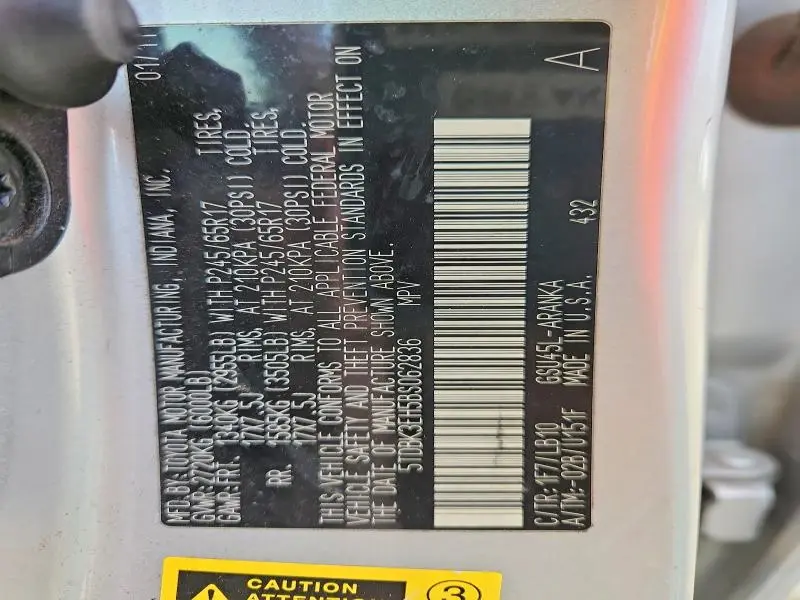 MFD.BY:TOYOTA MOTOR MANUFACTURING, INDIANA, INC. 01/11
GVWR:2720KG(6000LB)
GAWR:FRT. 1340KG (2955LB) WITH P245/65R17 TIRES,
17X7.5J RIMS, AT 210KPA (30PSI) COLD.
RR. 1585KG (3505LB) WITH P245/65R17 TIRES,
17X7.5J RIMS, AT 210KPA (30PSI) COLD.
THIS VEHICLE CONFORMS TO ALL APPLICABLE FEDERAL MOTOR
VEHICLE SAFETY AND THEFT PREVENTION STANDARDS IN EFFECT ON
THE DATE OF MANUFACTURE SHOWN ABOVE.
5TDBK3EH5BS062836 MPV
C/TR:1F7/LB10 GSU45L-ARANKA A
A/TM:-02B/U151F MADE IN U.S.A. 432
CAUTION
ATTENTION
3